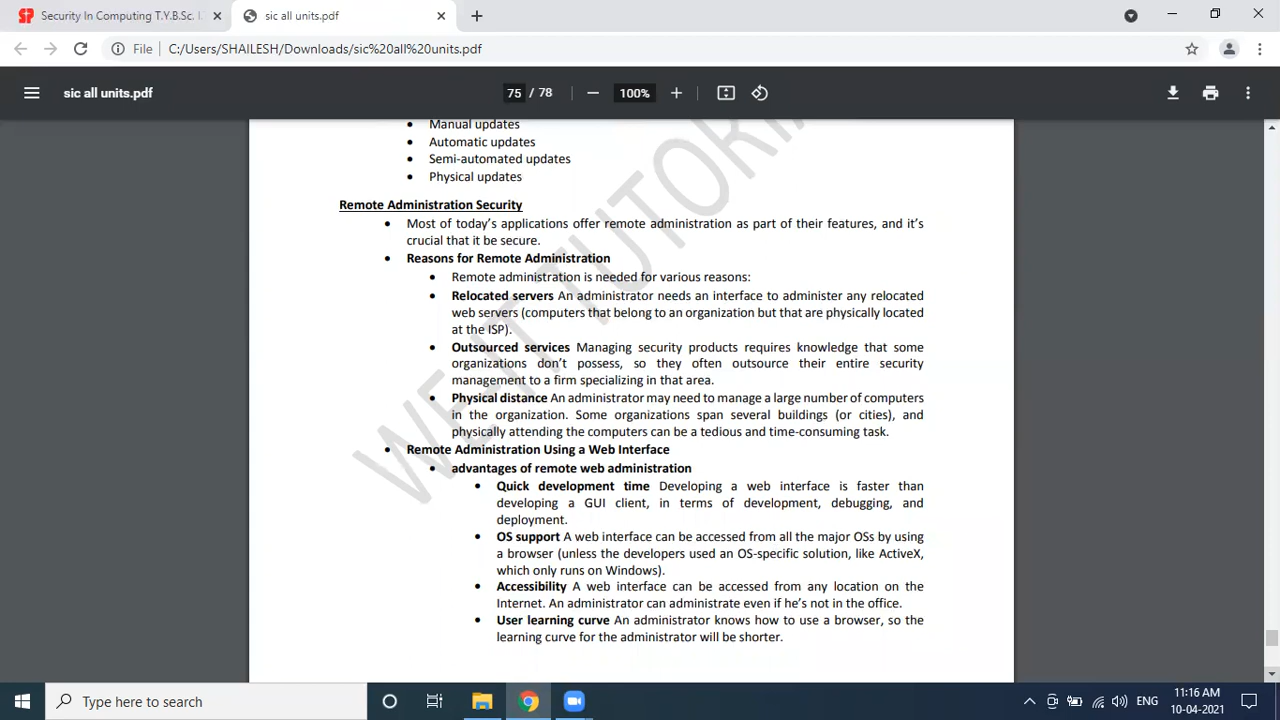 Security In Computing T.Y.B.Sc. I
sic all units.pdf
File
C:/Users/SHAILESH/Downloads/sic%20all%20units.pdf
sic all units.pdf
75 / 78
100%
• Manual updates
• Automatic updates
• Semi-automated updates
• Physical updates
Remote Administration Security
• Most of today's applications offer remote administration as part of their features, and it's
crucial that it be secure.
• Reasons for Remote Administration
• Remote administration is needed for various reasons:
• Relocated servers An administrator needs an interface to administer any relocated
web servers (computers that belong to an organization but that are physically located
at the ISP).
• Outsourced services Managing security products requires knowledge that some
organizations don't possess, so they often outsource their entire security
management to a firm specializing in that area.
• Physical distance An administrator may need to manage a large number of computers
in the organization. Some organizations span several buildings (or cities), and
physically attending the computers can be a tedious and time-consuming task.
• Remote Administration Using a Web Interface
• advantages of remote web administration
• Quick development time Developing a web interface is faster than
developing a GUI client, in terms of development, debugging, and
deployment.
• OS support A web interface can be accessed from all the major OSs by using
a browser (unless the developers used an OS-specific solution, like ActiveX,
which only runs on Windows).
• Accessibility A web interface can be accessed from any location on the
Internet. An administrator can administrate even if he's not in the office.
• User learning curve An administrator knows how to use a browser, so the
learning curve for the administrator will be shorter.
WE-IT TUTORIA
Type here to search
ENG
11:16 AM
10-04-2021